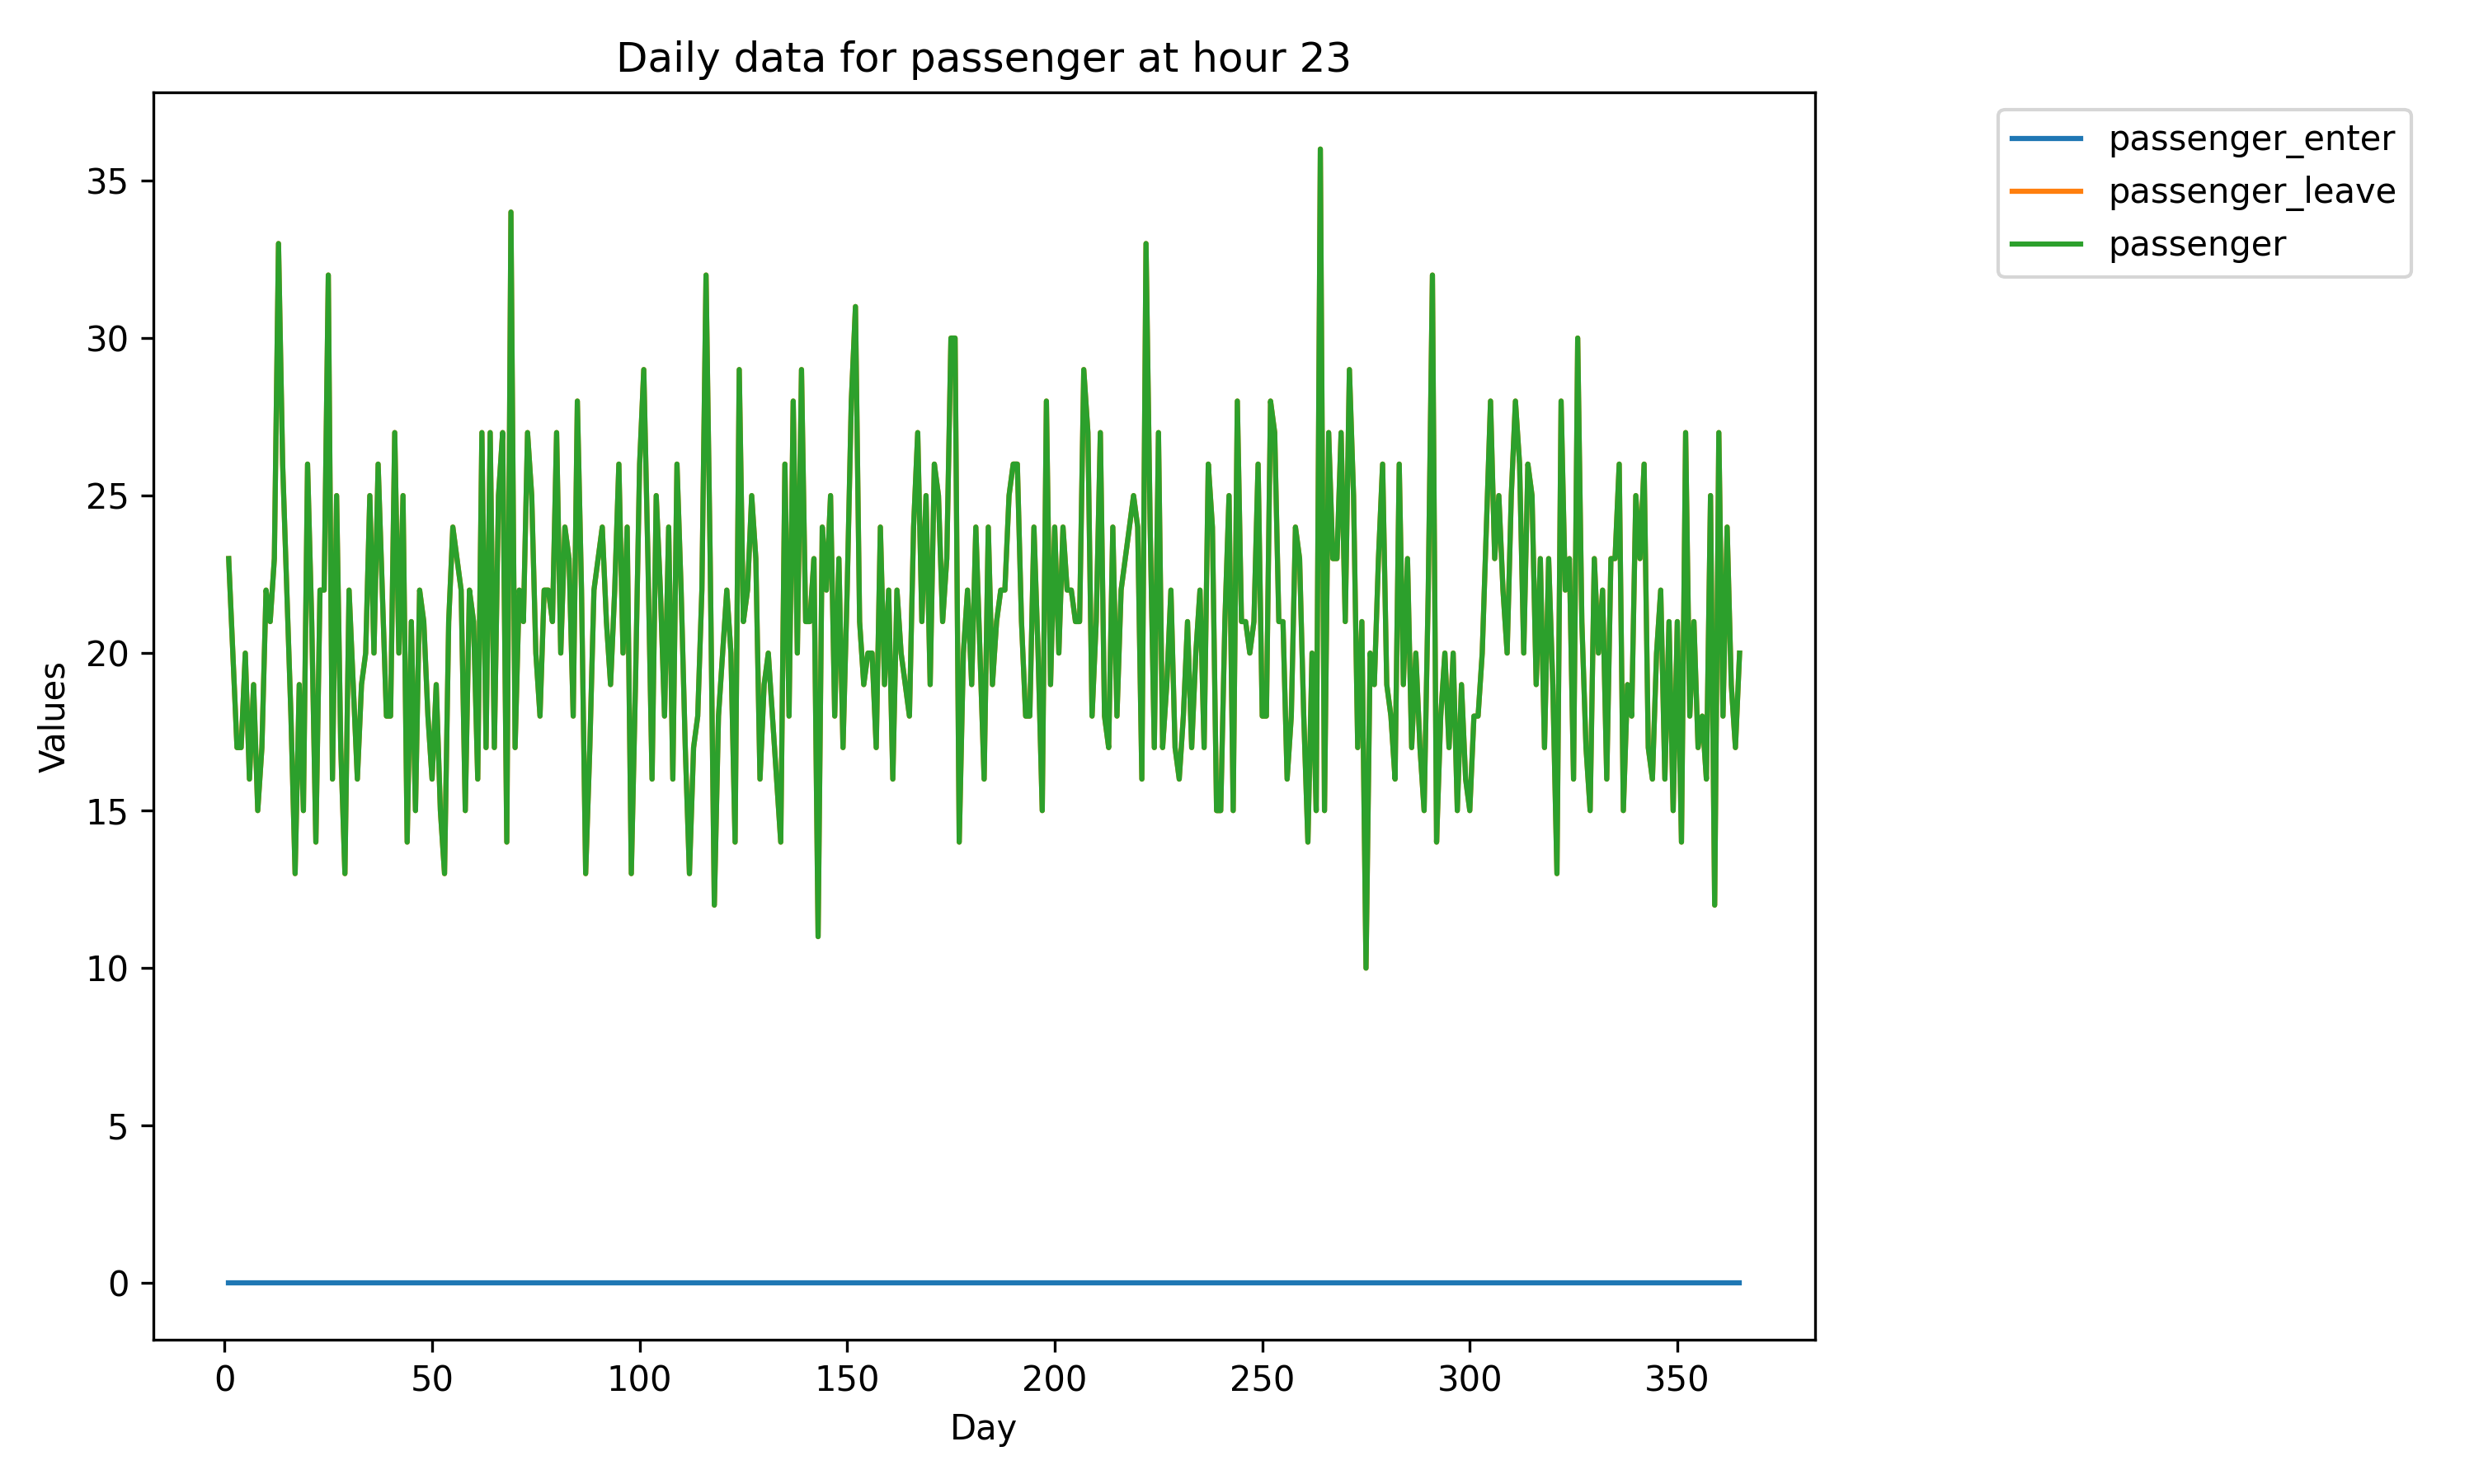 Daily data for passenger at hour 23
passenger_enter
passenger_leave
passenger
Values
35
30
25
20
15
10
5
0
0 50 100 150 200 250 300 350
Day